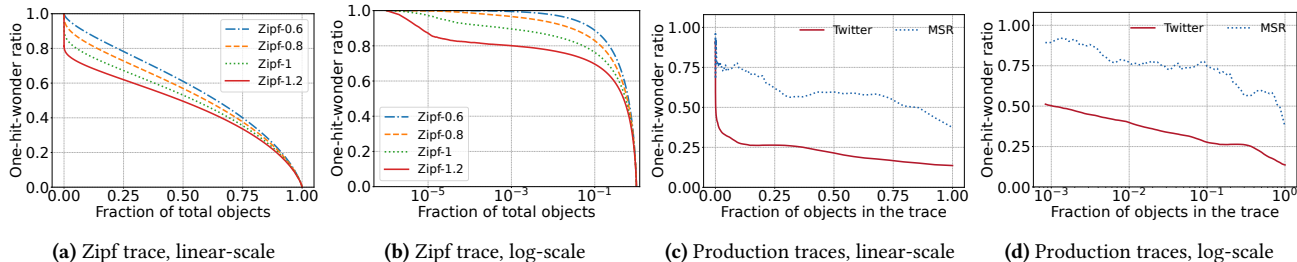 One-hit-wonder ratio
1.0
0.8
0.6
0.4
0.2
0.0
Zipf-0.6
Zipf-0.8
Zipf-1
Zipf-1.2
0.00 0.25 0.50 0.75 1.00
Fraction of total objects
(a) Zipf trace, linear-scale
One-hit-wonder ratio
1.0
0.8
0.6
0.4
0.2
0.0
Zipf-0.6
Zipf-0.8
Zipf-1
Zipf-1.2
10⁻⁵ 10⁻³ 10⁻¹
Fraction of total objects
(b) Zipf trace, log-scale
One-hit-wonder ratio
Twitter MSR
1.00
0.75
0.50
0.25
0.00
0.00 0.25 0.50 0.75 1.00
Fraction of objects in the trace
(c) Production traces, linear-scale
One-hit-wonder ratio
Twitter MSR
1.00
0.75
0.50
0.25
0.00
10⁻³ 10⁻² 10⁻¹ 10⁰
Fraction of objects in the trace
(d) Production traces, log-scale